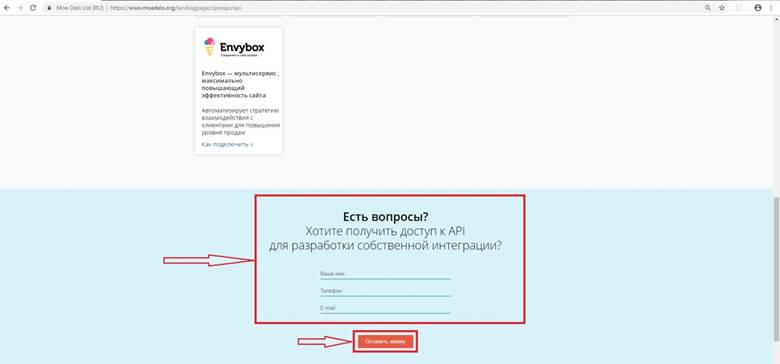 Moe Delo Ltd [RU]
https://www.moedelo.org/landingpage/openapi/api
Envybox
Envybox — мультисервис ,
максимально
повышающий
эффективность сайта
Автоматизирует стратегию
взаимодействия с
клиентами для повышения
уровня продаж
Как подключить >
Есть вопросы?
Хотите получить доступ к API
для разработки собственной интеграции?
Ваше имя
Телефон
E-mail
Оставить заявку